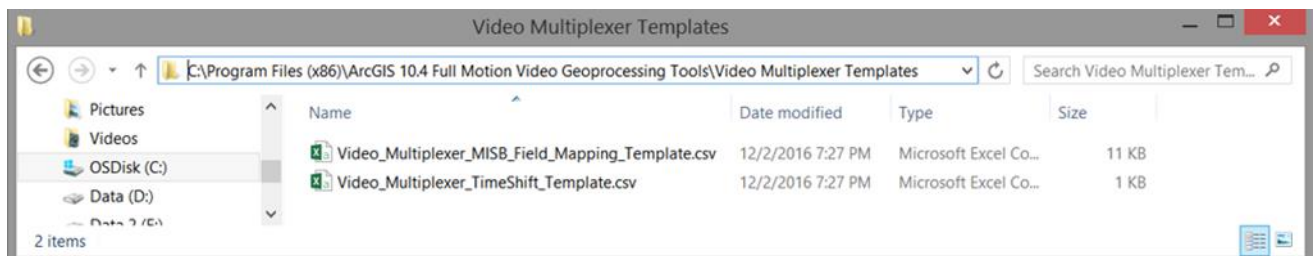 Video Multiplexer Templates
C:\Program Files (x86)\ArcGIS 10.4 Full Motion Video Geoprocessing Tools\Video Multiplexer Templates
Search Video Multiplexer Tem...
Pictures
Videos
OSDisk (C:)
Data (D:)
Data 2 (E:)
Name Date modified Type Size
Video_Multiplexer_MISB_Field_Mapping_Template.csv 12/2/2016 7:27 PM Microsoft Excel Co... 11 KB
Video_Multiplexer_TimeShift_Template.csv 12/2/2016 7:27 PM Microsoft Excel Co... 1 KB
2 items